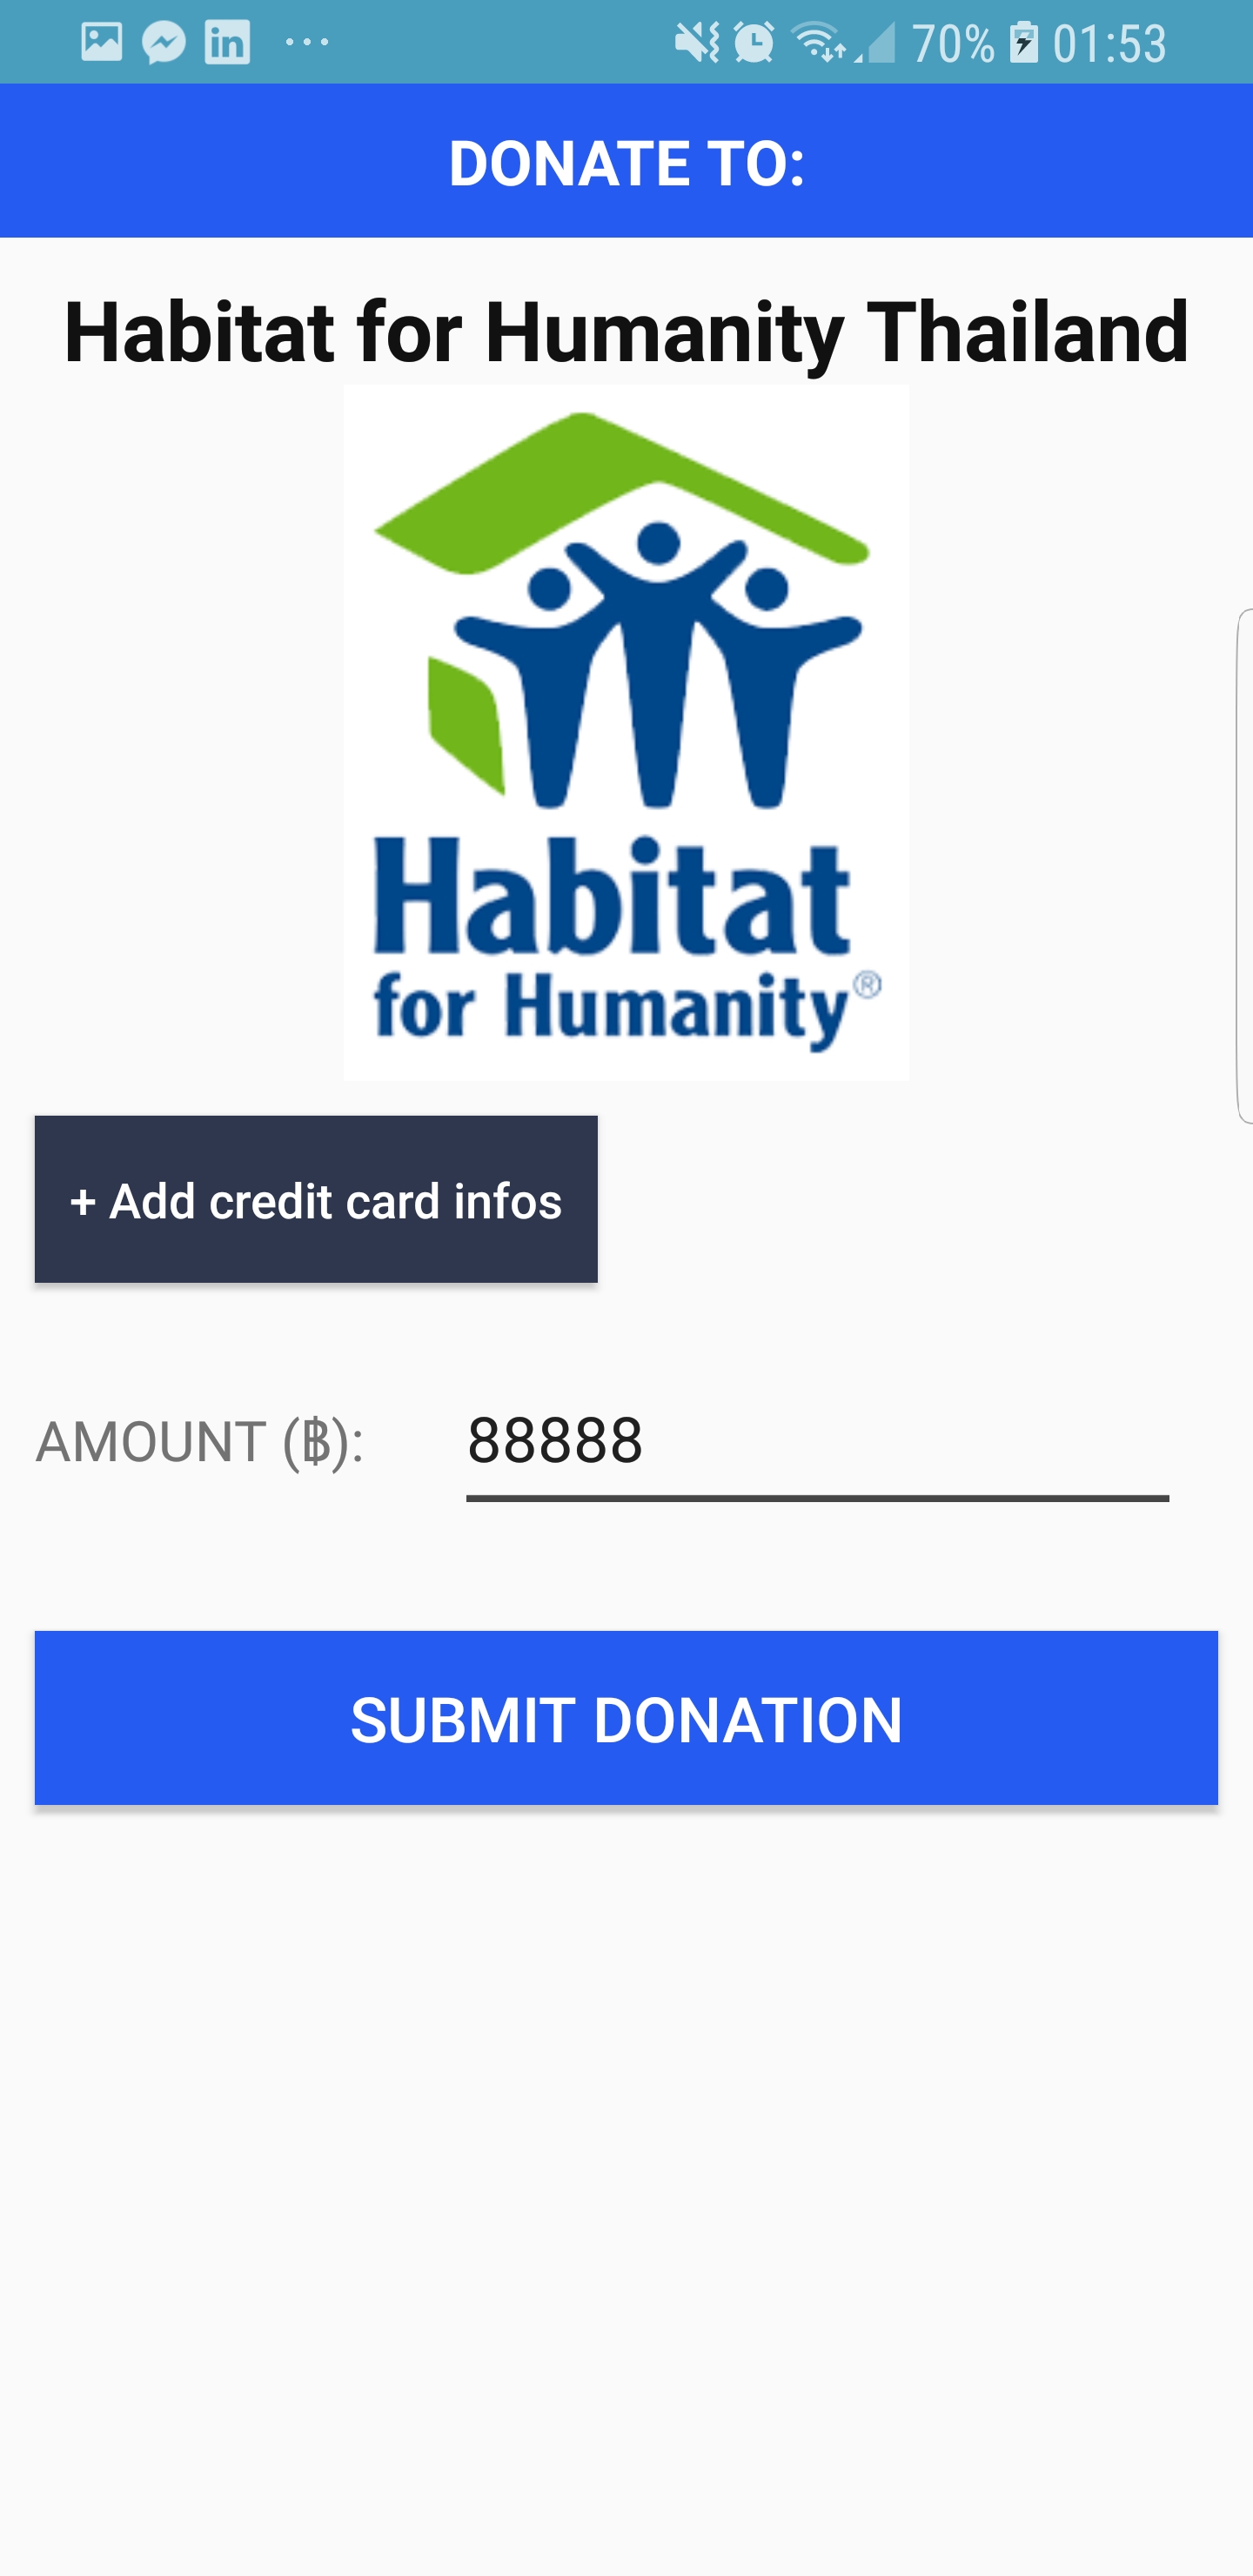 70% 01:53
DONATE TO:
Habitat for Humanity Thailand
Habitat
for Humanity®
+ Add credit card infos
AMOUNT (฿): 88888
SUBMIT DONATION